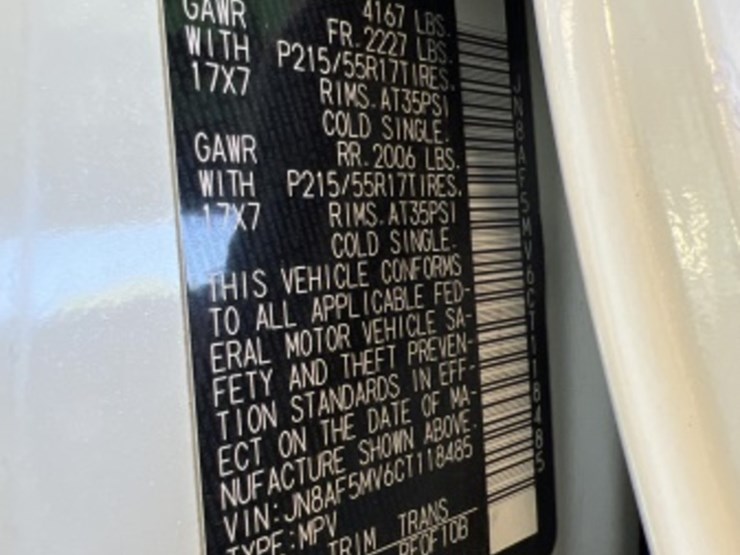 4167 LBS.
GAWR FR. 2227 LBS.
WITH P215/55R17TIRES,
17X7 RIMS. AT35PSI
COLD SINGLE.
GAWR RR. 2006 LBS.
WITH P215/55R17TIRES,
17X7 RIMS. AT35PSI
COLD SINGLE.
THIS VEHICLE CONFORMS
TO ALL APPLICABLE FED-
ERAL MOTOR VEHICLE SA-
FETY AND THEFT PREVEN-
TION STANDARDS IN EFF-
ECT ON THE DATE OF MA-
NUFACTURE SHOWN ABOVE.
VIN:JN8AF5MV6CT118485
TYPE:MPV
TRIM TRANS
RE0F10B
JN8AF5MV6CT118485